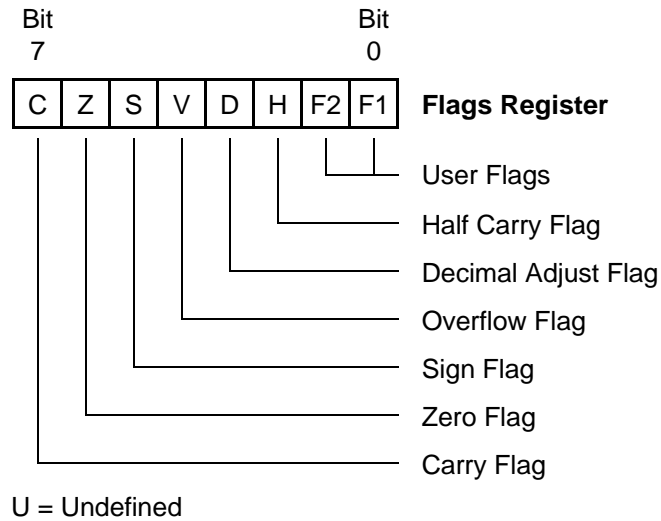 Bit Bit
7 0
C Z S V D H F2 F1 Flags Register
User Flags
Half Carry Flag
Decimal Adjust Flag
Overflow Flag
Sign Flag
Zero Flag
Carry Flag
U = Undefined